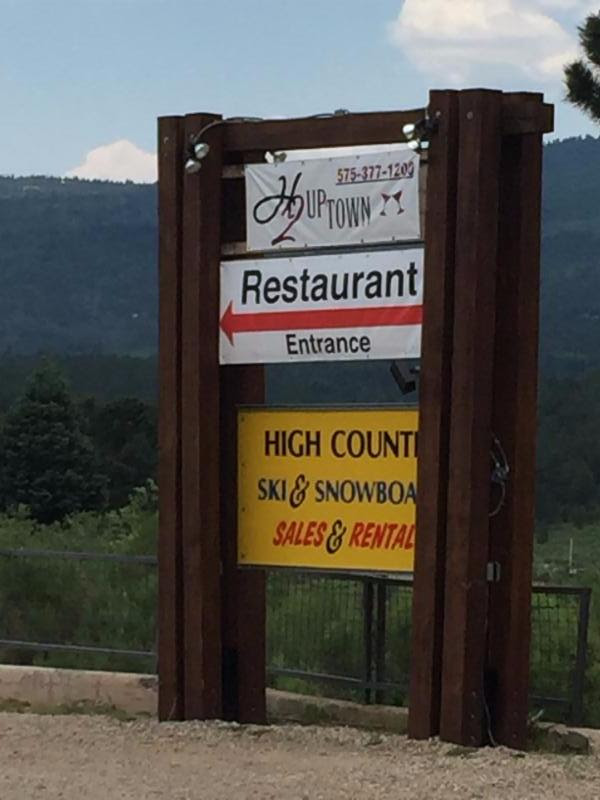 575-377-1200
H2 UPTOWN
Restaurant
Entrance
HIGH COUNT
SKI & SNOWBOA
SALES & RENTAL